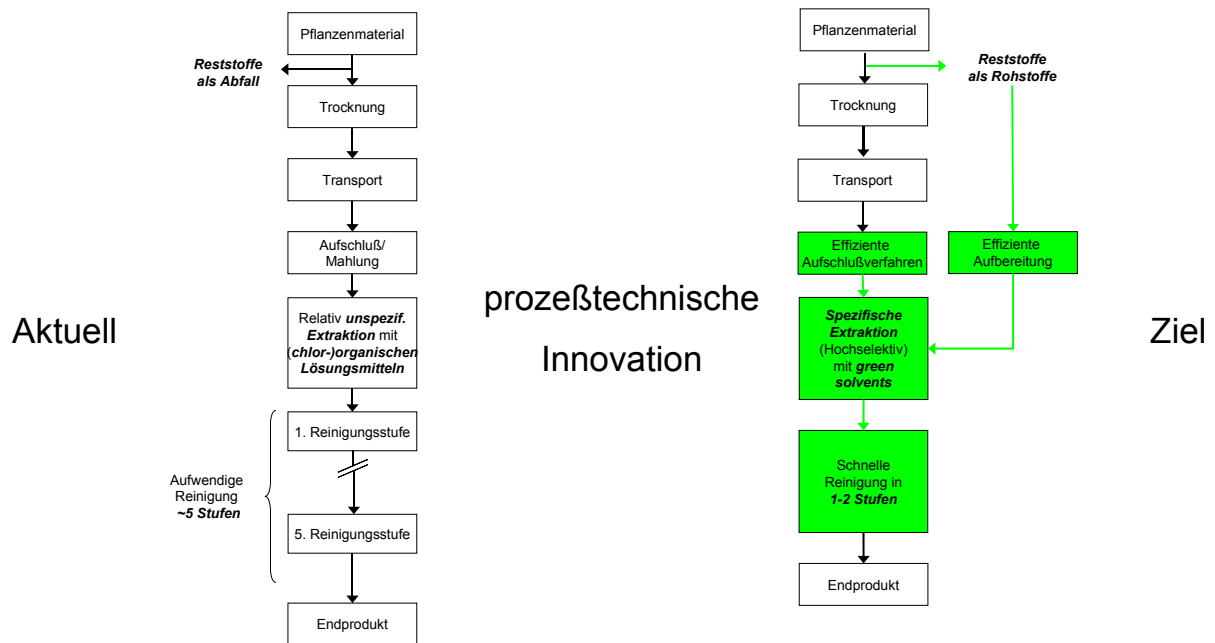 Aktuell
Pflanzenmaterial
Reststoffe
als Abfall
Trocknung
Transport
Aufschluß/
Mahlung
Relativ unspezif.
Extraktion mit
(chlor-)organischen
Lösungsmitteln
1. Reinigungsstufe
Aufwendige
Reinigung
~5 Stufen
5. Reinigungsstufe
Endprodukt
prozeßtechnische
Innovation
Pflanzenmaterial
Reststoffe
als Rohstoffe
Trocknung
Transport
Effiziente
Aufschlußverfahren
Effiziente
Aufbereitung
Spezifische
Extraktion
(Hochselektiv)
mit green
solvents
Schnelle
Reinigung in
1-2 Stufen
Endprodukt
Ziel